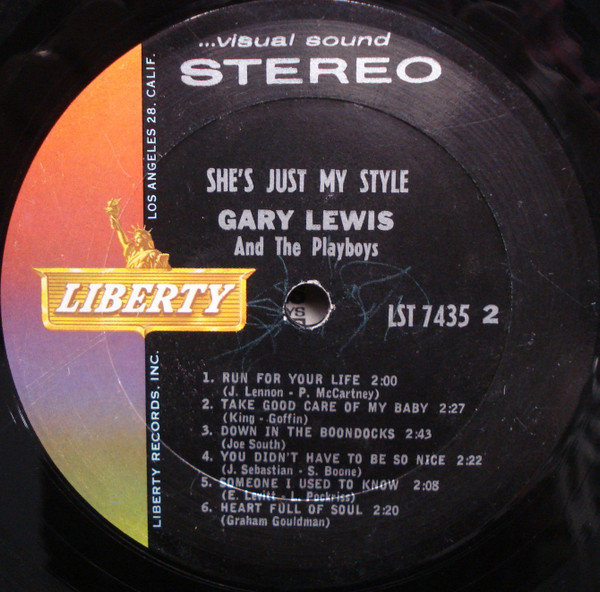 ...visual sound
STEREO
LOS ANGELES 28, CALIF.
SHE'S JUST MY STYLE
GARY LEWIS
And The Playboys
LIBERTY
LST 7435 2
YS
LIBERTY RECORDS, INC.
1. RUN FOR YOUR LIFE 2:00
(J. Lennon - P. McCartney)
2. TAKE GOOD CARE OF MY BABY 2:27
(King - Goffin)
3. DOWN IN THE BOONDOCKS 2:43
(Joe South)
4. YOU DIDN'T HAVE TO BE SO NICE 2:22
(J. Sebastian - S. Boone)
5. SOMEONE I USED TO KNOW 2:08
(E. Levitt - L. Pockriss)
6. HEART FULL OF SOUL 2:20
(Graham Gouldman)